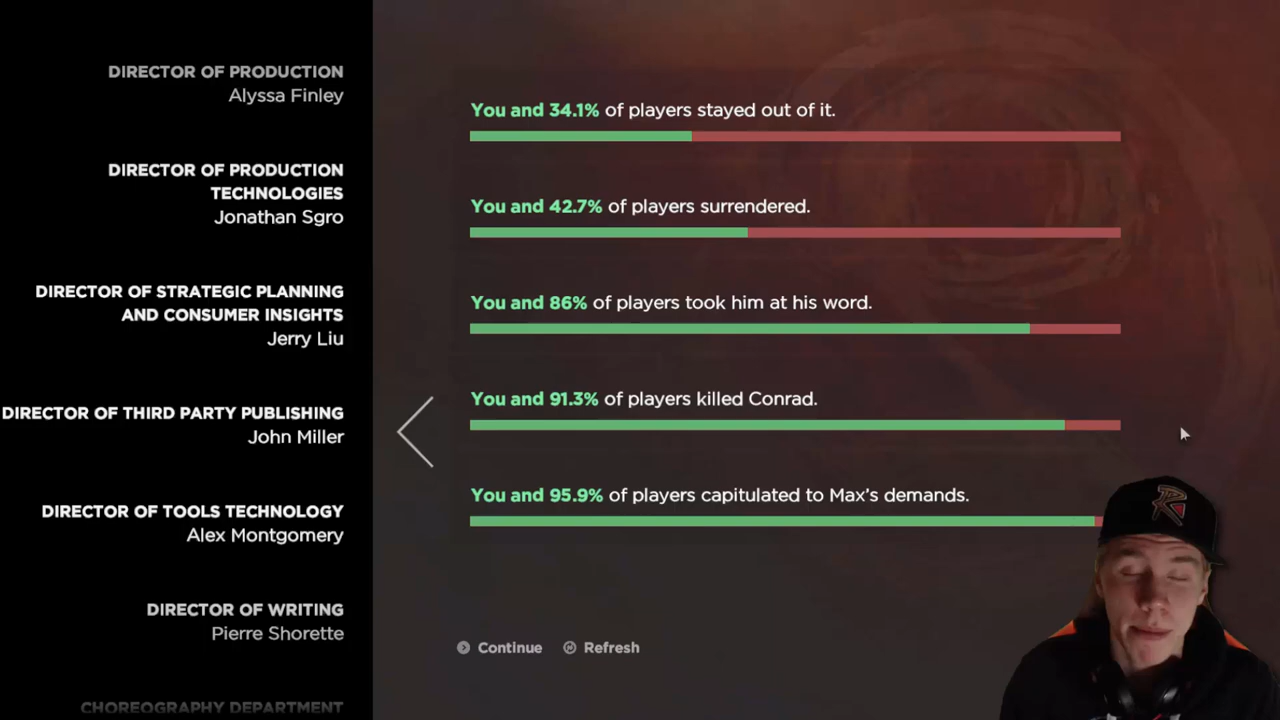 DIRECTOR OF PRODUCTION
Alyssa Finley
DIRECTOR OF PRODUCTION
TECHNOLOGIES
Jonathan Sgro
DIRECTOR OF STRATEGIC PLANNING
AND CONSUMER INSIGHTS
Jerry Liu
DIRECTOR OF THIRD PARTY PUBLISHING
John Miller
DIRECTOR OF TOOLS TECHNOLOGY
Alex Montgomery
DIRECTOR OF WRITING
Pierre Shorette
CHOREOGRAPHY DEPARTMENT
You and 34.1% of players stayed out of it.
You and 42.7% of players surrendered.
You and 86% of players took him at his word.
You and 91.3% of players killed Conrad.
You and 95.9% of players capitulated to Max's demands.
Continue Refresh
R